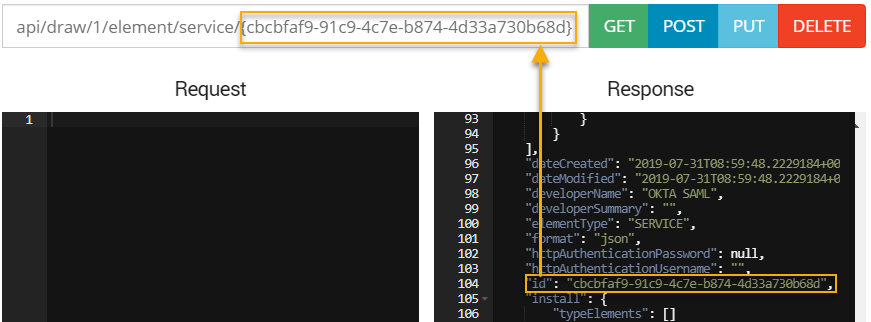 api/draw/1/element/service/{cbcbfaf9-91c9-4c7e-b874-4d33a730b68d} GET POST PUT DELETE
Request Response
1
93 }
94 }
95 ],
96 "dateCreated": "2019-07-31T08:59:48.2229184+00
97 "dateModified": "2019-07-31T08:59:48.2229184+0
98 "developerName": "OKTA SAML",
99 "developerSummary": "",
100 "elementType": "SERVICE",
101 "format": "json",
102 "httpAuthenticationPassword": null,
103 "httpAuthenticationUsername": "",
104 "id": "cbcbfaf9-91c9-4c7e-b874-4d33a730b68d",
105 "install": {
106 "typeElements": []